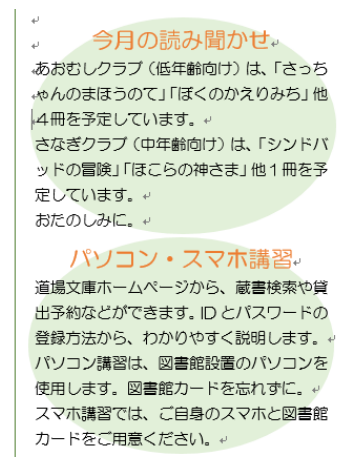 今月の読み聞かせ
あおむしクラブ（低年齢向け）は、「さっち
ゃんのまほうのて」「ぼくのかえりみち」他
４冊を予定しています。
さなぎクラブ（中年齢向け）は、「シンドバ
ッドの冒険」「ほこらの神さま」他１冊を予
定しています。
おたのしみに。
パソコン・スマホ講習
道場文庫ホームページから、蔵書検索や貸
出予約などができます。ID とパスワードの
登録方法から、わかりやすく説明します。
パソコン講習は、図書館設置のパソコンを
使用します。図書館カードを忘れずに。
スマホ講習では、ご自身のスマホと図書館
カードをご用意ください。